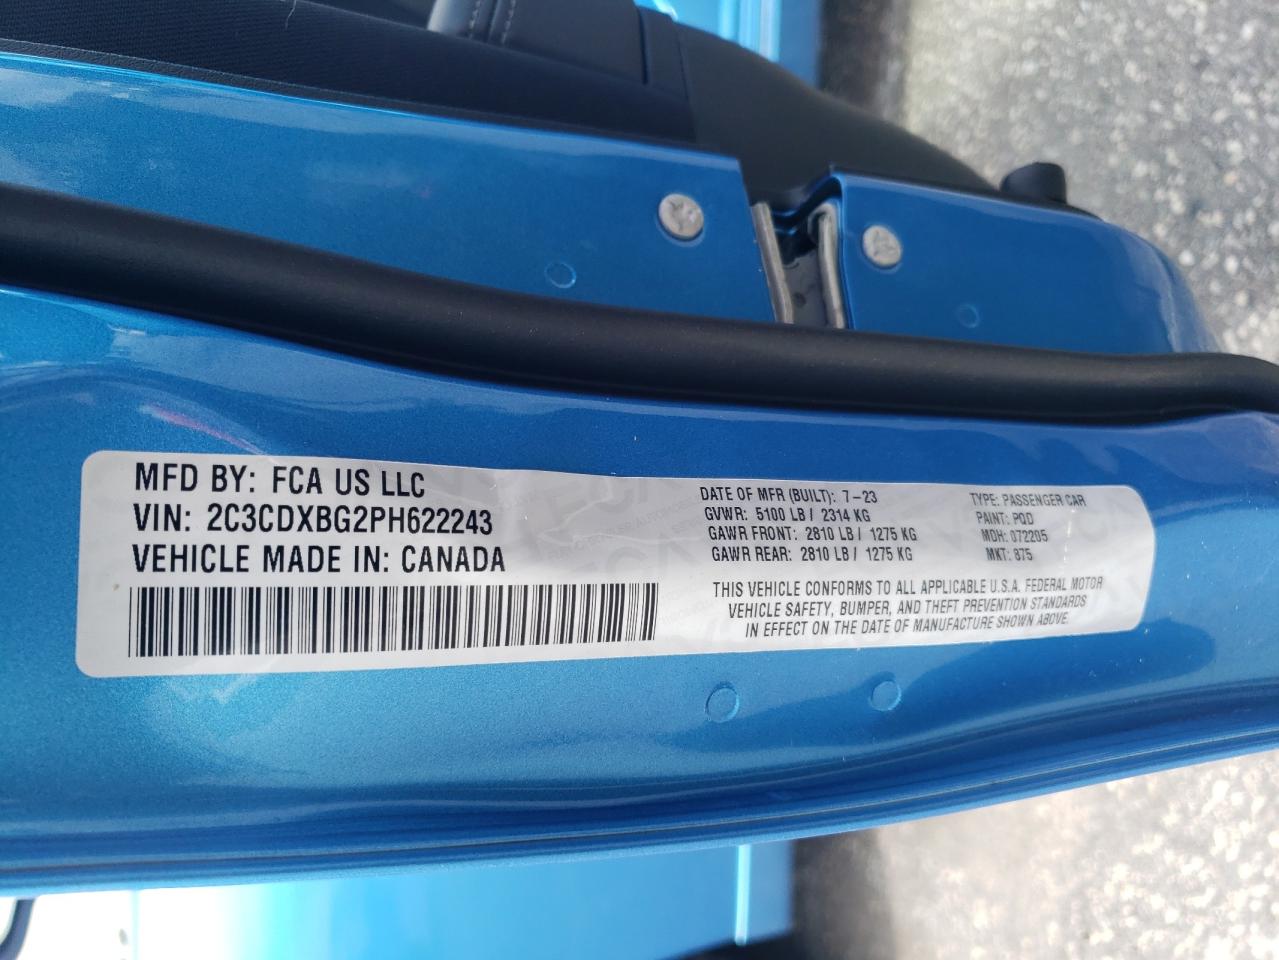 MFD BY: FCA US LLC
VIN: 2C3CDXBG2PH622243
VEHICLE MADE IN: CANADA
DATE OF MFR (BUILT): 7-23
GVWR: 5100 LB / 2314 KG
GAWR FRONT: 2810 LB / 1275 KG
GAWR REAR: 2810 LB / 1275 KG
TYPE: PASSENGER CAR
PAINT: PQD
MDH: 072205
MKT: 875
THIS VEHICLE CONFORMS TO ALL APPLICABLE U.S.A. FEDERAL MOTOR
VEHICLE SAFETY, BUMPER, AND THEFT PREVENTION STANDARDS
IN EFFECT ON THE DATE OF MANUFACTURE SHOWN ABOVE.